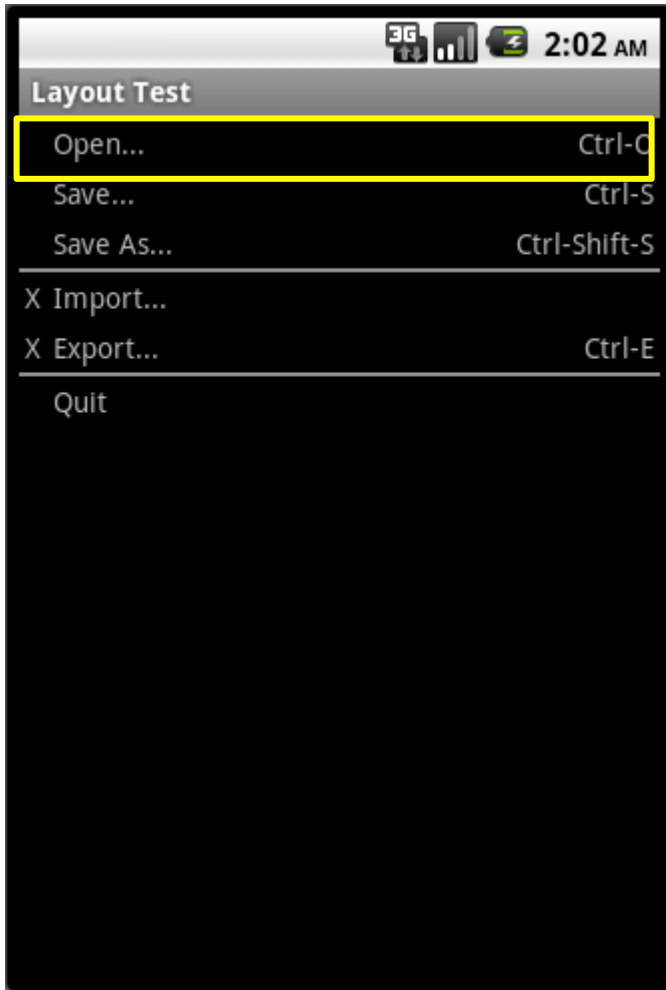 3G 2:02 AM
Layout Test
Open... Ctrl-O
Save... Ctrl-S
Save As... Ctrl-Shift-S
X Import...
X Export... Ctrl-E
Quit